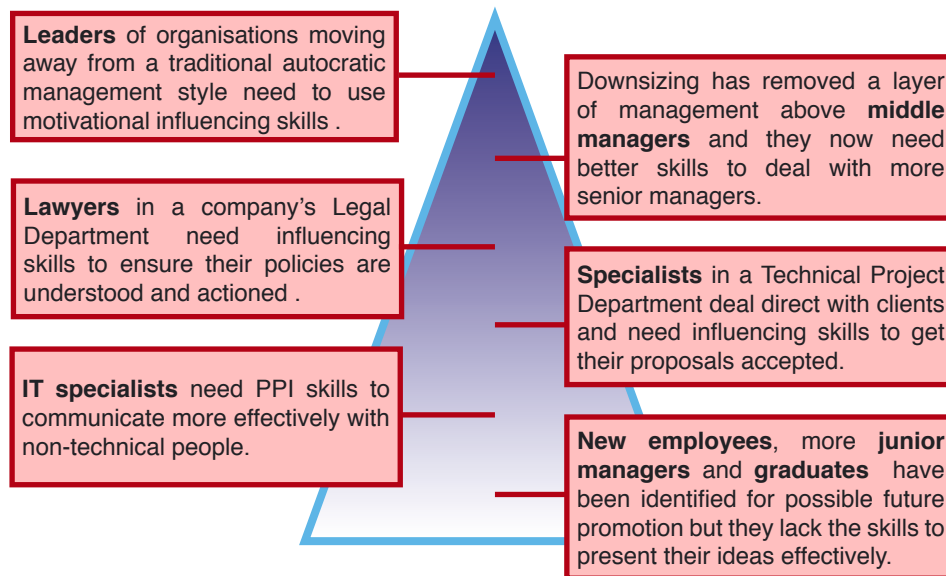 Leaders of organisations moving
away from a traditional autocratic
management style need to use
motivational influencing skills .
Downsizing has removed a layer
of management above middle
managers and they now need
better skills to deal with more
senior managers.
Lawyers in a company's Legal
Department need influencing
skills to ensure their policies are
understood and actioned .
Specialists in a Technical Project
Department deal direct with clients
and need influencing skills to get
their proposals accepted.
IT specialists need PPI skills to
communicate more effectively with
non-technical people.
New employees, more junior
managers and graduates have
been identified for possible future
promotion but they lack the skills to
present their ideas effectively.